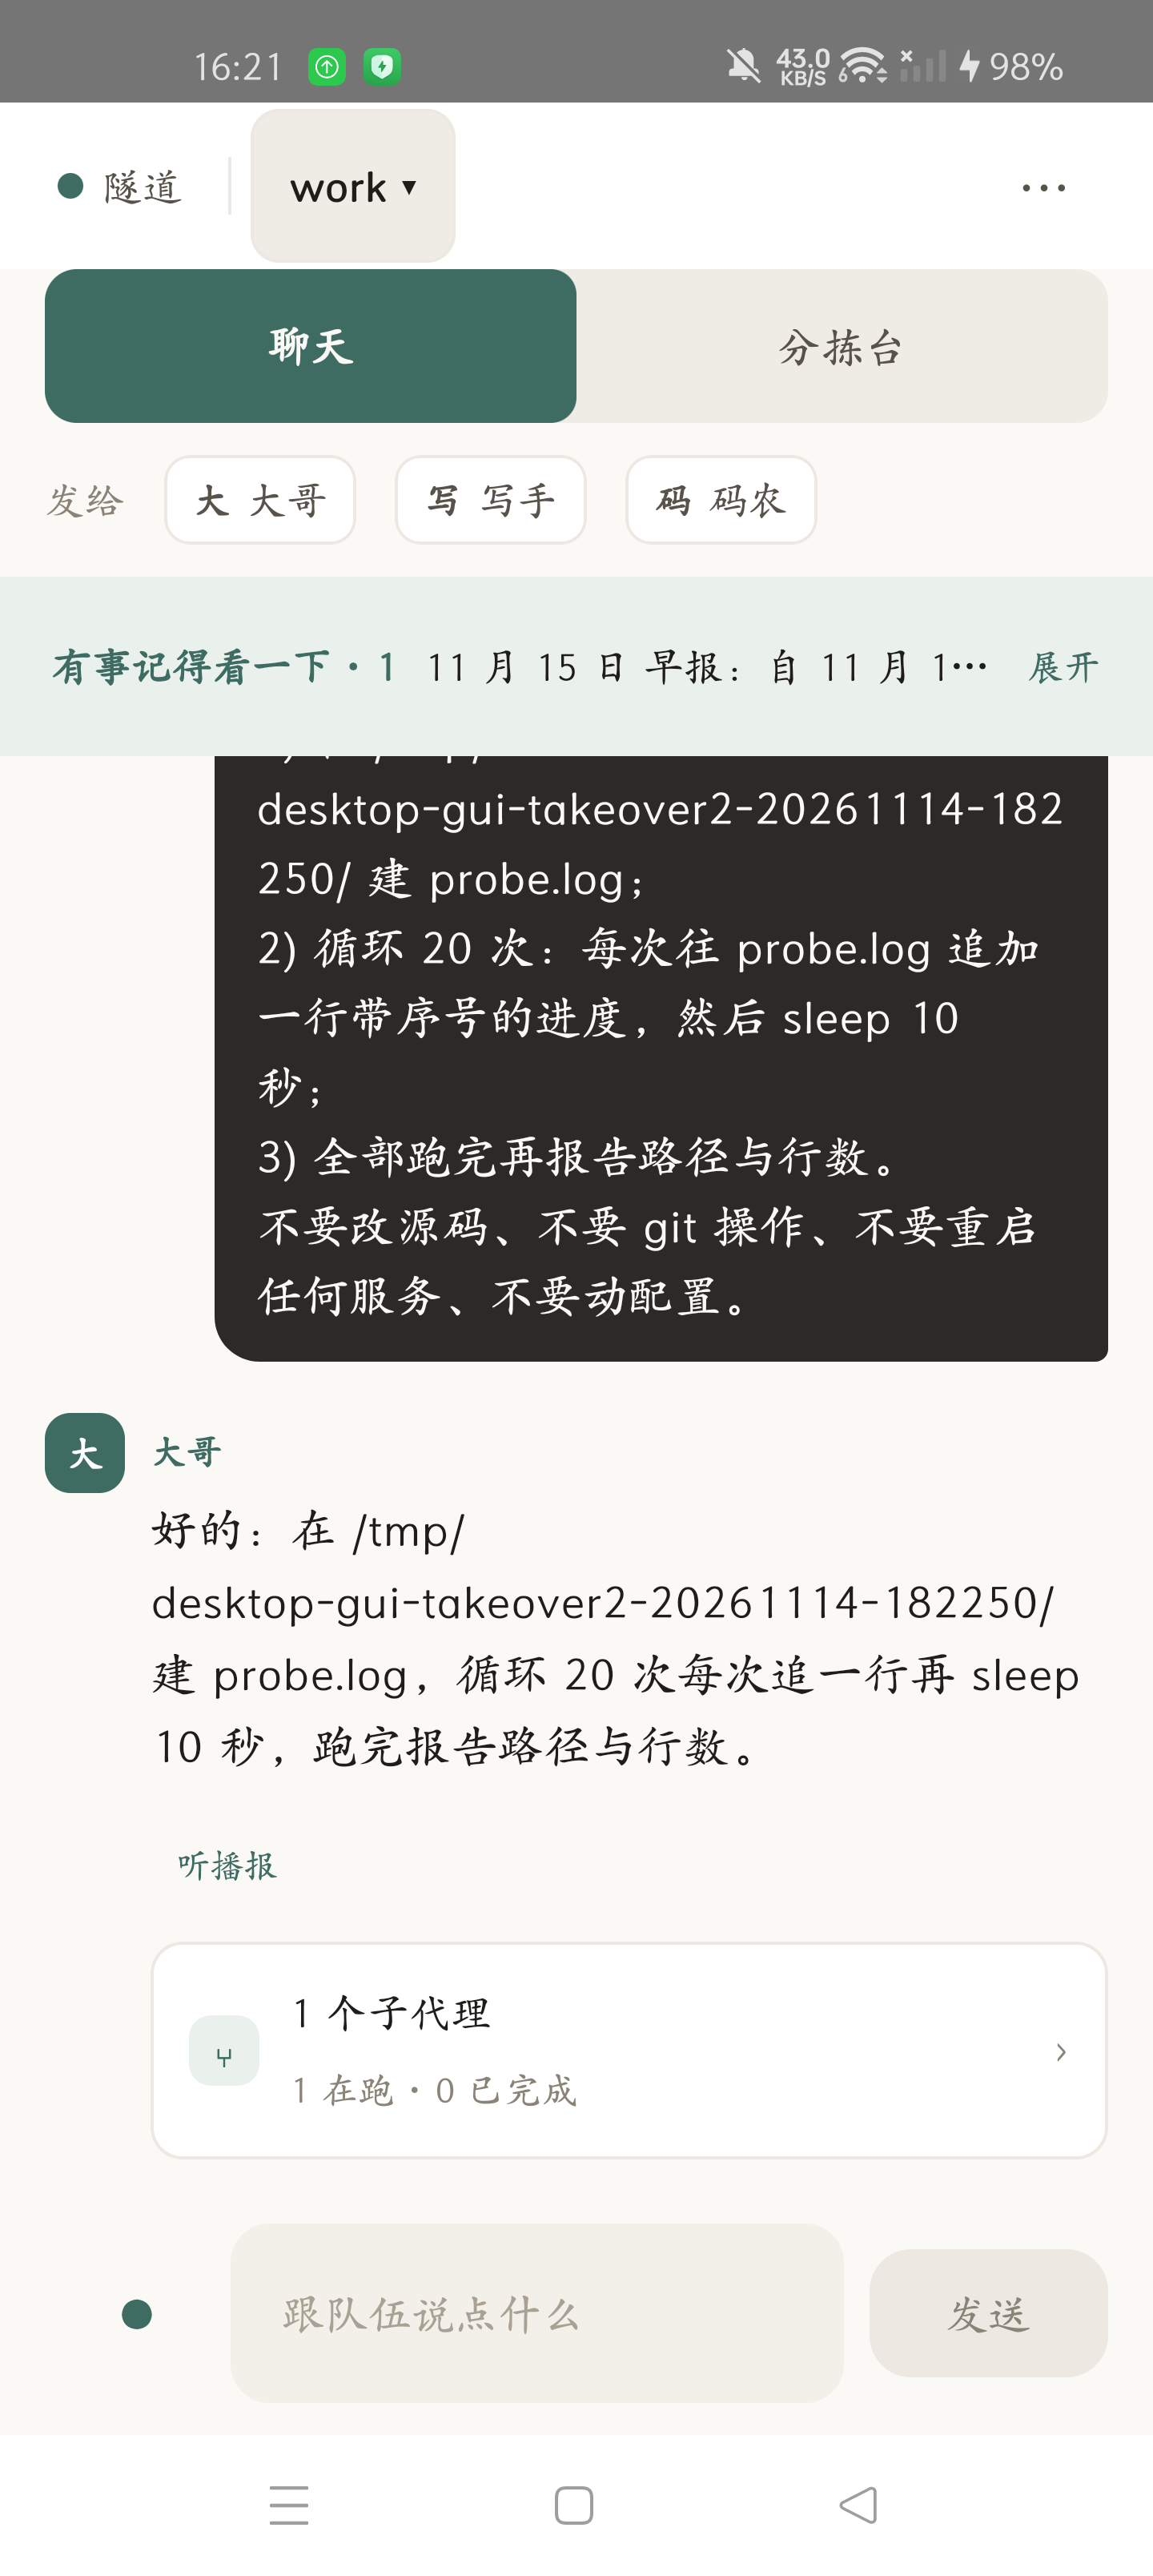 16:21
43.0 KB/S 6 98%
隧道 work ▾ ···
聊天 分拣台
发给 大 大哥 写 写手 码 码农
有事记得看一下 · 1 11 月 15 日 早报：自 11 月 1… 展开
desktop-gui-takeover2-20261114-182
250/ 建 probe.log；
2) 循环 20 次：每次往 probe.log 追加
一行带序号的进度，然后 sleep 10
秒；
3) 全部跑完再报告路径与行数。
不要改源码、不要 git 操作、不要重启
任何服务、不要动配置。
大 大哥
好的：在 /tmp/
desktop-gui-takeover2-20261114-182250/
建 probe.log，循环 20 次每次追一行再 sleep
10 秒，跑完报告路径与行数。
听播报
1 个子代理
1 在跑 · 0 已完成
跟队伍说点什么 发送